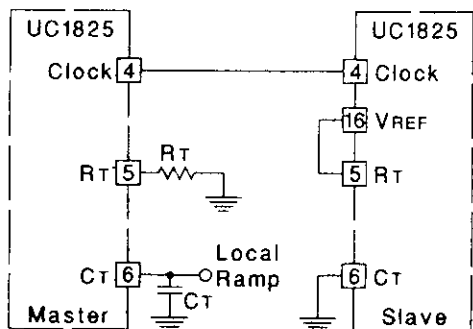 UC1825
UC1825
Clock 4
4 Clock
16 VREF
RT 5
RT
5 RT
CT 6
Local
Ramp
CT
6 CT
Master
Slave